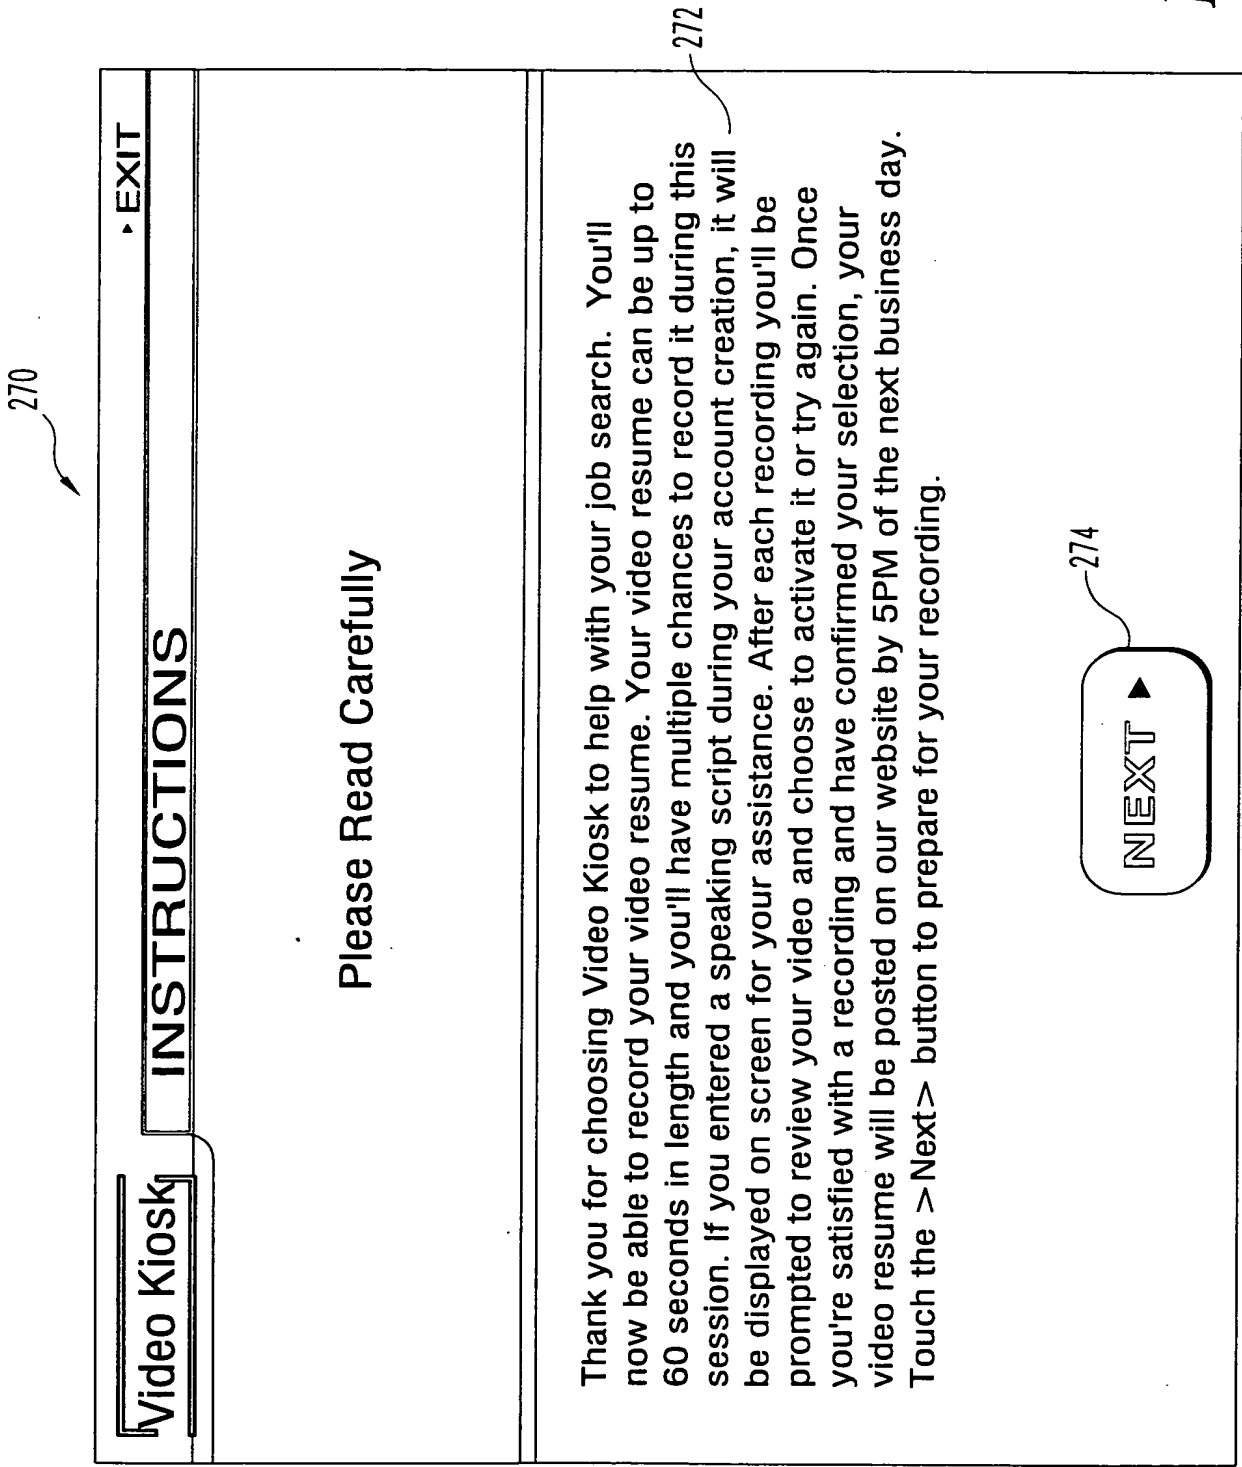 270
Video Kiosk
INSTRUCTIONS
▸ EXIT
Please Read Carefully
Thank you for choosing Video Kiosk to help with your job search. You'll
now be able to record your video resume. Your video resume can be up to
60 seconds in length and you'll have multiple chances to record it during this
session. If you entered a speaking script during your account creation, it will
be displayed on screen for your assistance. After each recording you'll be
prompted to review your video and choose to activate it or try again. Once
you're satisfied with a recording and have confirmed your selection, your
video resume will be posted on our website by 5PM of the next business day.
Touch the >Next> button to prepare for your recording.
272
NEXT ▶
274